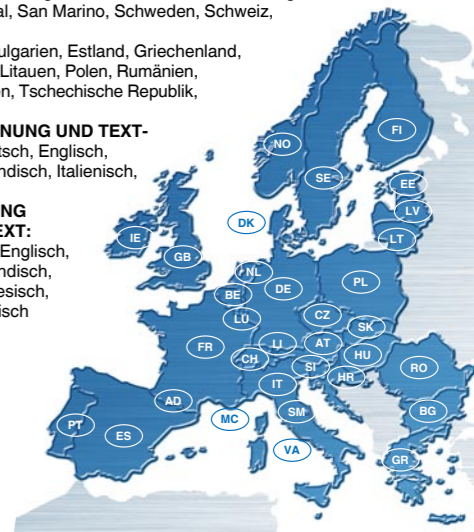 al, San Marino, Schweden, Schweiz,
ulgarien, Estland, Griechenland,
Litauen, Polen, Rumänien,
en, Tschechische Republik,
NUNG UND TEXT-
tsch, Englisch,
ndisch, Italienisch,
NG
EXT:
Englisch,
ndisch,
esisch,
isch
NO
FI
SE
EE
LV
DK
LT
IE
GB
NL
PL
DE
BE
CZ
LU
SK
FR
LI
AT
HU
CH
SI
RO
HR
IT
AD
SM
BG
MC
PT
ES
VA
GR